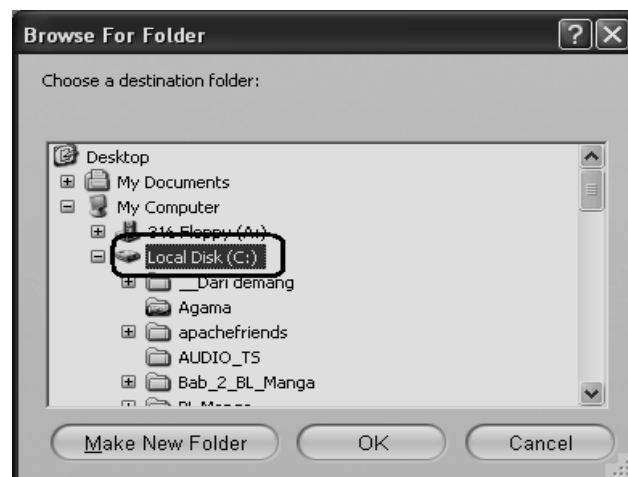 Browse For Folder
Choose a destination folder:
Desktop
My Documents
My Computer
3½ Floppy (A:)
Local Disk (C:)
__Dari demang
Agama
apachefriends
AUDIO_TS
Bab_2_BL_Manga
BL_Manga
Make New Folder
OK
Cancel